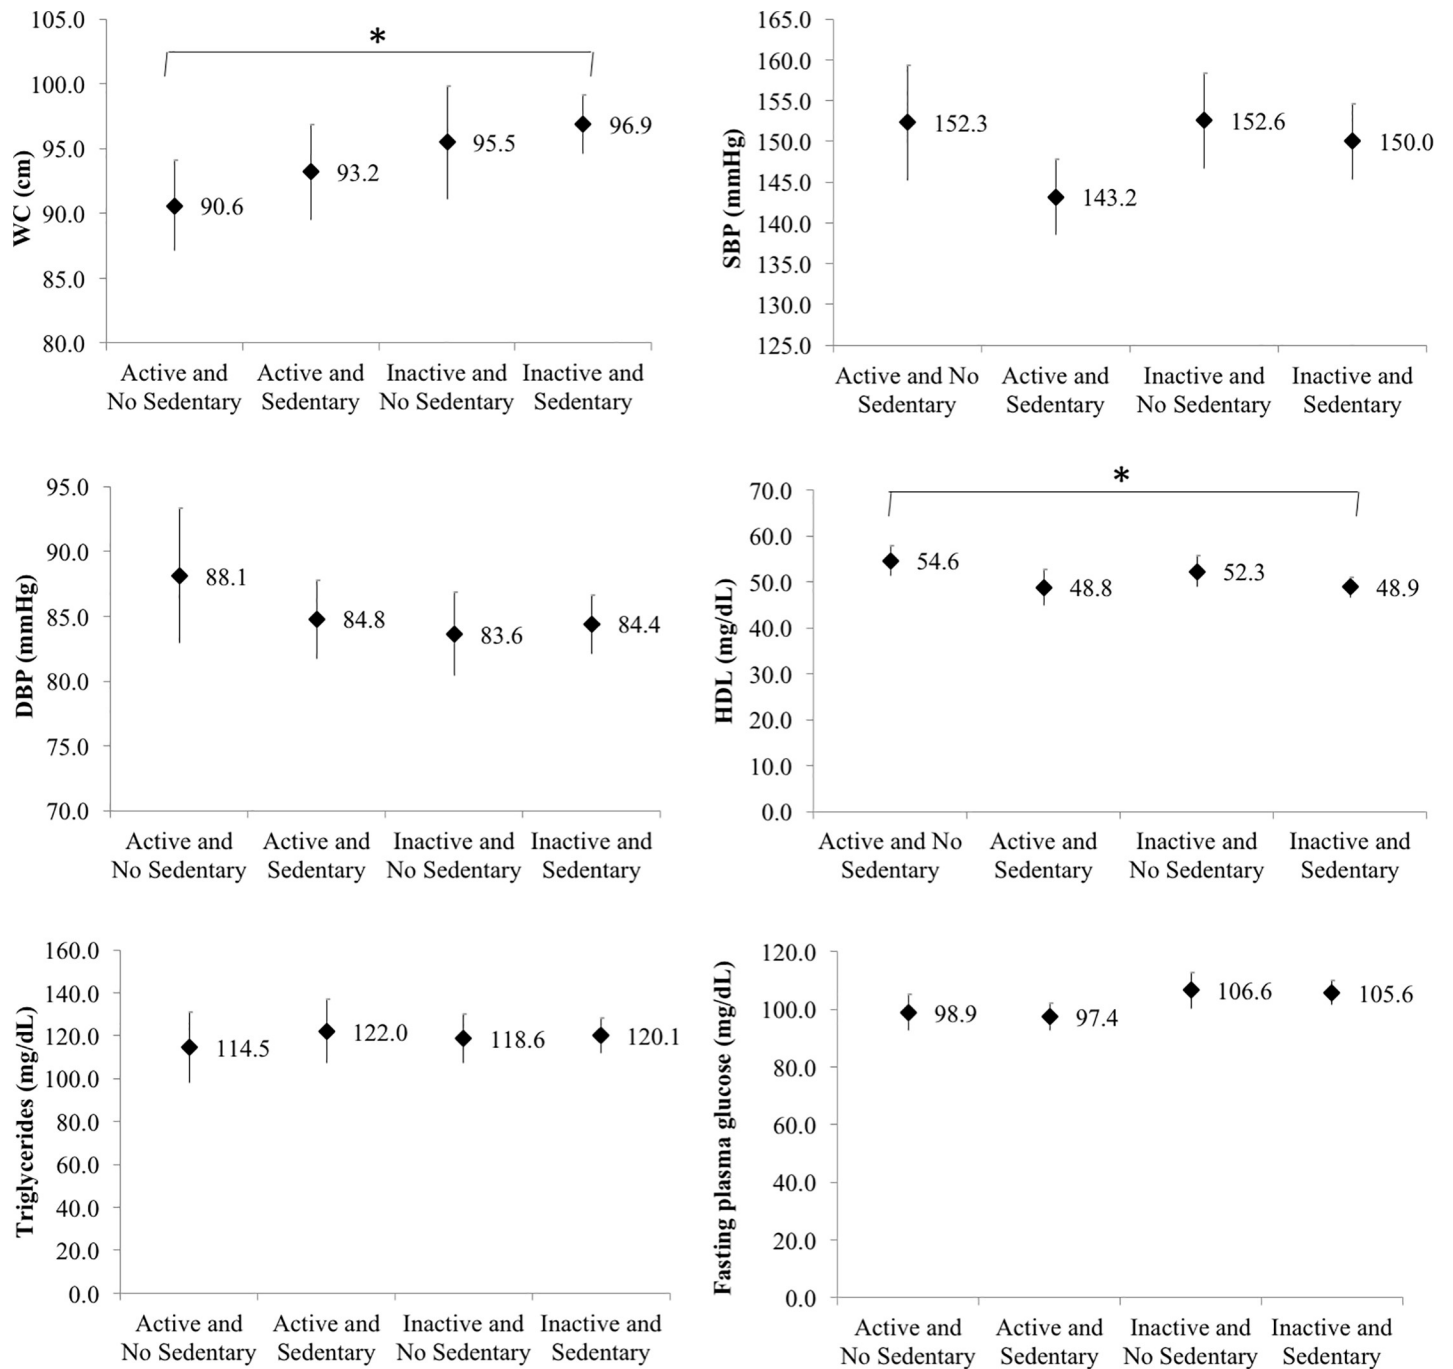 105.0
100.0
95.0
90.0
85.0
80.0
WC (cm)
*
90.6
93.2
95.5
96.9
Active and
No Sedentary
Active and
Sedentary
Inactive and
No Sedentary
Inactive and
Sedentary
165.0
160.0
155.0
150.0
145.0
140.0
135.0
130.0
125.0
SBP (mmHg)
152.3
143.2
152.6
150.0
Active and No
Sedentary
Active and
Sedentary
Inactive and
No Sedentary
Inactive and
Sedentary
95.0
90.0
85.0
80.0
75.0
70.0
DBP (mmHg)
88.1
84.8
83.6
84.4
Active and
No Sedentary
Active and
Sedentary
Inactive and
No Sedentary
Inactive and
Sedentary
70.0
60.0
50.0
40.0
30.0
20.0
10.0
0.0
HDL (mg/dL)
*
54.6
48.8
52.3
48.9
Active and No
Sedentary
Active and
Sedentary
Inactive and
No Sedentary
Inactive and
Sedentary
160.0
140.0
120.0
100.0
80.0
60.0
40.0
20.0
0.0
Triglycerides (mg/dL)
114.5
122.0
118.6
120.1
Active and
No Sedentary
Active and
Sedentary
Inactive and
No Sedentary
Inactive and
Sedentary
120.0
100.0
80.0
60.0
40.0
20.0
0.0
Fasting plasma glucose (mg/dL)
98.9
97.4
106.6
105.6
Active and
No Sedentary
Active and
Sedentary
Inactive and
No Sedentary
Inactive and
Sedentary